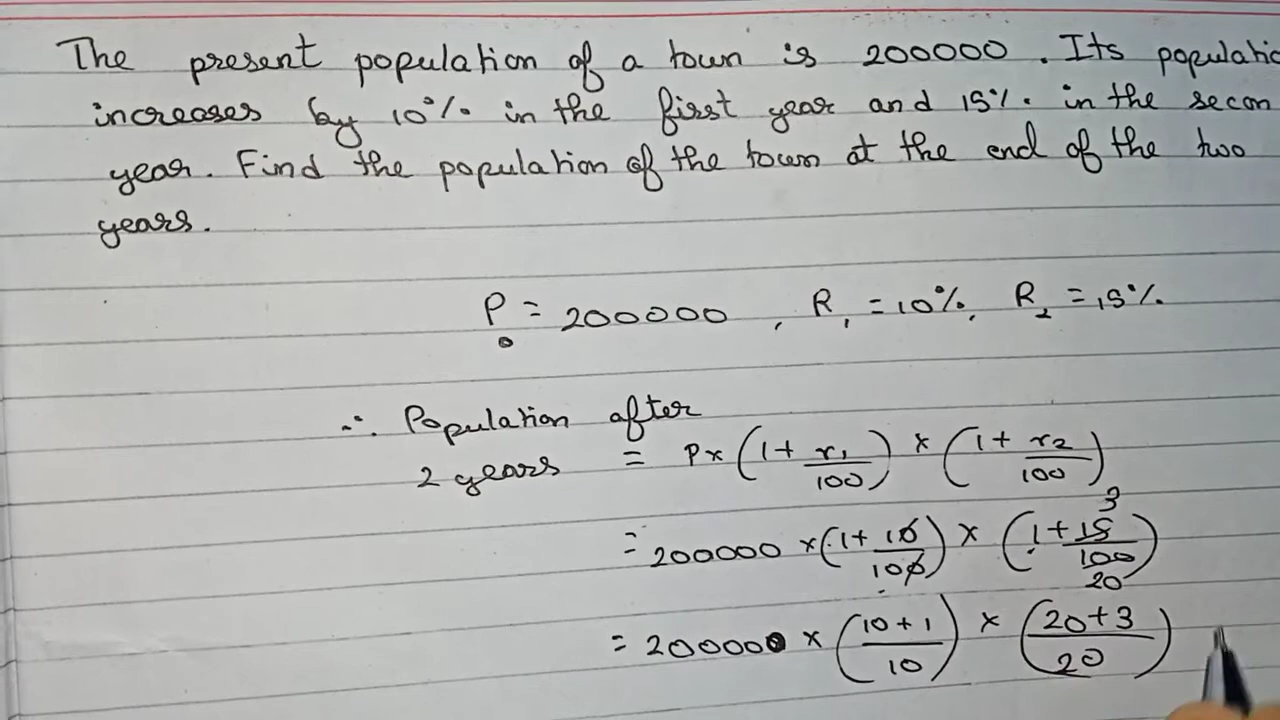 The present population of a town is 200000. Its populatio
increases by 10% in the first year and 15% in the secon
year. Find the population of the town at the end of the two
years.
P = 200000, R₁ = 10%, R₂ = 15%
∴ Population after
2 years = P × (1 + r₁/100) × (1 + r₂/100)
= 200000 × (1 + 10/100) × (1 + 15/100) 3 20
= 200000 × ((10 + 1)/10) × ((20 + 3)/20)